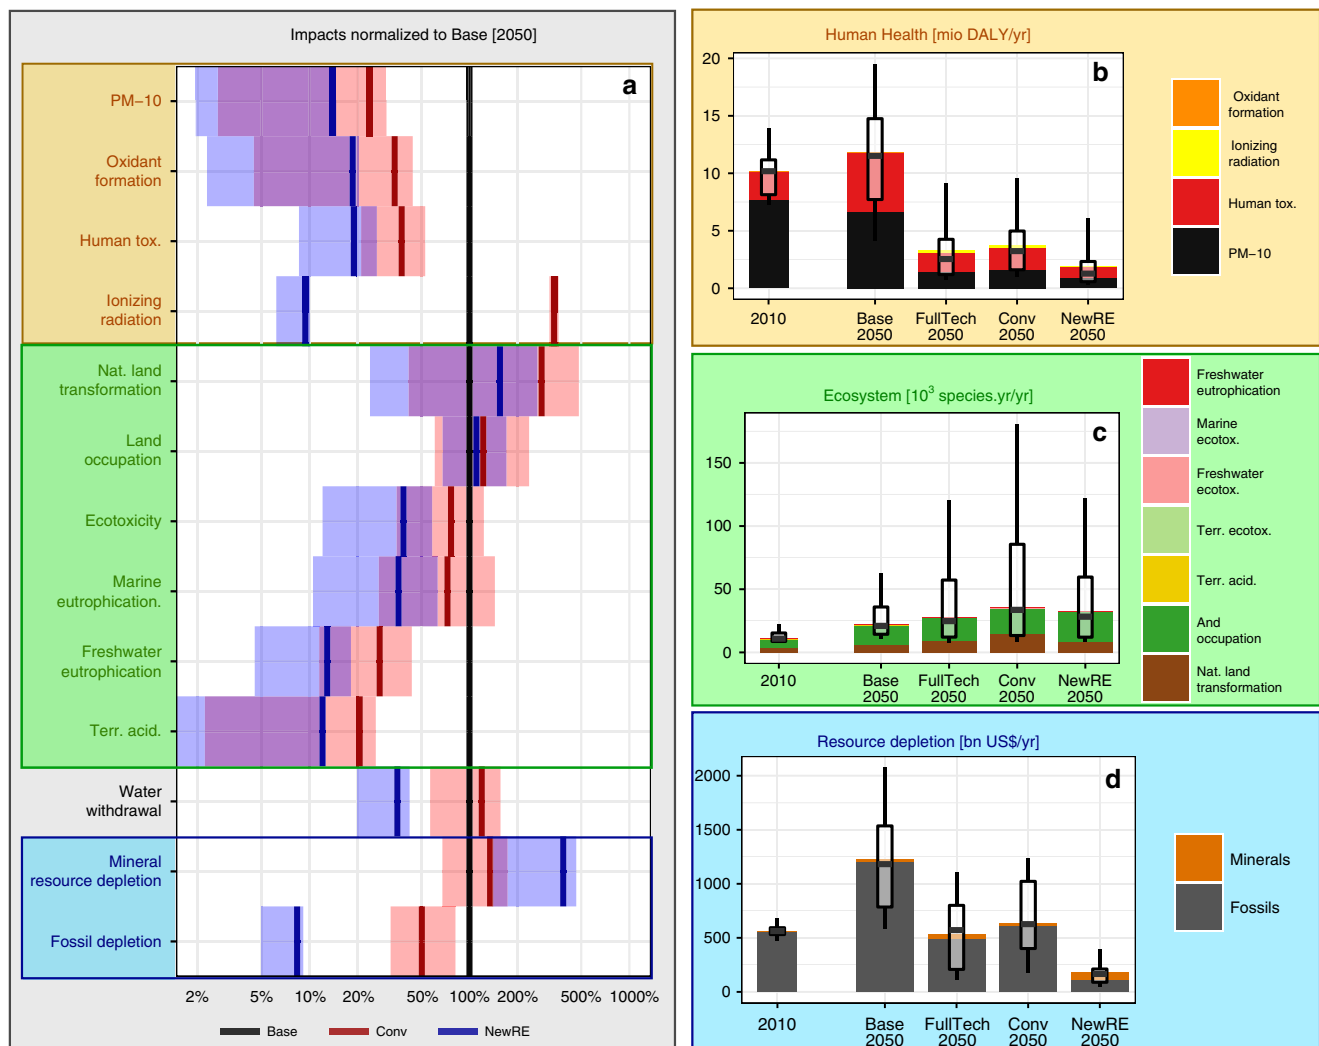 Impacts normalized to Base [2050]
a
PM−10
Oxidant
formation
Human tox.
Ionizing
radiation
Nat. land
transformation
Land
occupation
Ecotoxicity
Marine
eutrophication.
Freshwater
eutrophication
Terr. acid.
Water
withdrawal
Mineral
resource depletion
Fossil depletion
2% 5% 10% 20% 50% 100% 200% 500% 1000%
Base Conv NewRE
Human Health [mio DALY/yr]
b
20
15
10
5
0
2010 Base FullTech Conv NewRE
2050 2050 2050 2050
Oxidant
formation
Ionizing
radiation
Human tox.
PM−10
Ecosystem [10³ species.yr/yr]
c
150
100
50
0
2010 Base FullTech Conv NewRE
2050 2050 2050 2050
Freshwater
eutrophication
Marine
ecotox.
Freshwater
ecotox.
Terr. ecotox.
Terr. acid.
And
occupation
Nat. land
transformation
Resource depletion [bn US$/yr]
d
2000
1500
1000
500
0
2010 Base FullTech Conv NewRE
2050 2050 2050 2050
Minerals
Fossils